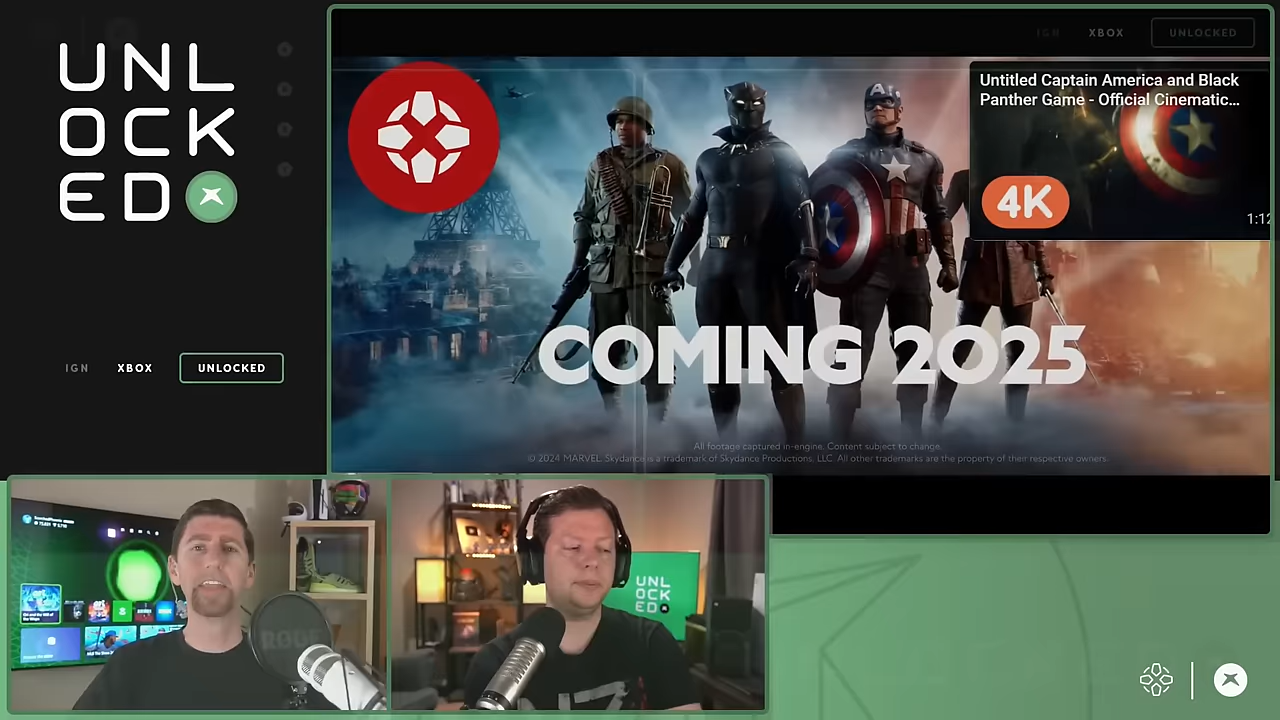 UNL
OCK
ED
IGN XBOX UNLOCKED
IGN XBOX UNLOCKED
Untitled Captain America and Black
Panther Game - Official Cinematic...
4K
1:12
A
COMING 2025
All footage captured in-engine. Content subject to change.
© 2024 MARVEL. Skydance is a trademark of Skydance Productions, LLC. All other trademarks are the property of their respective owners.
RODE
UNL
OCK
ED